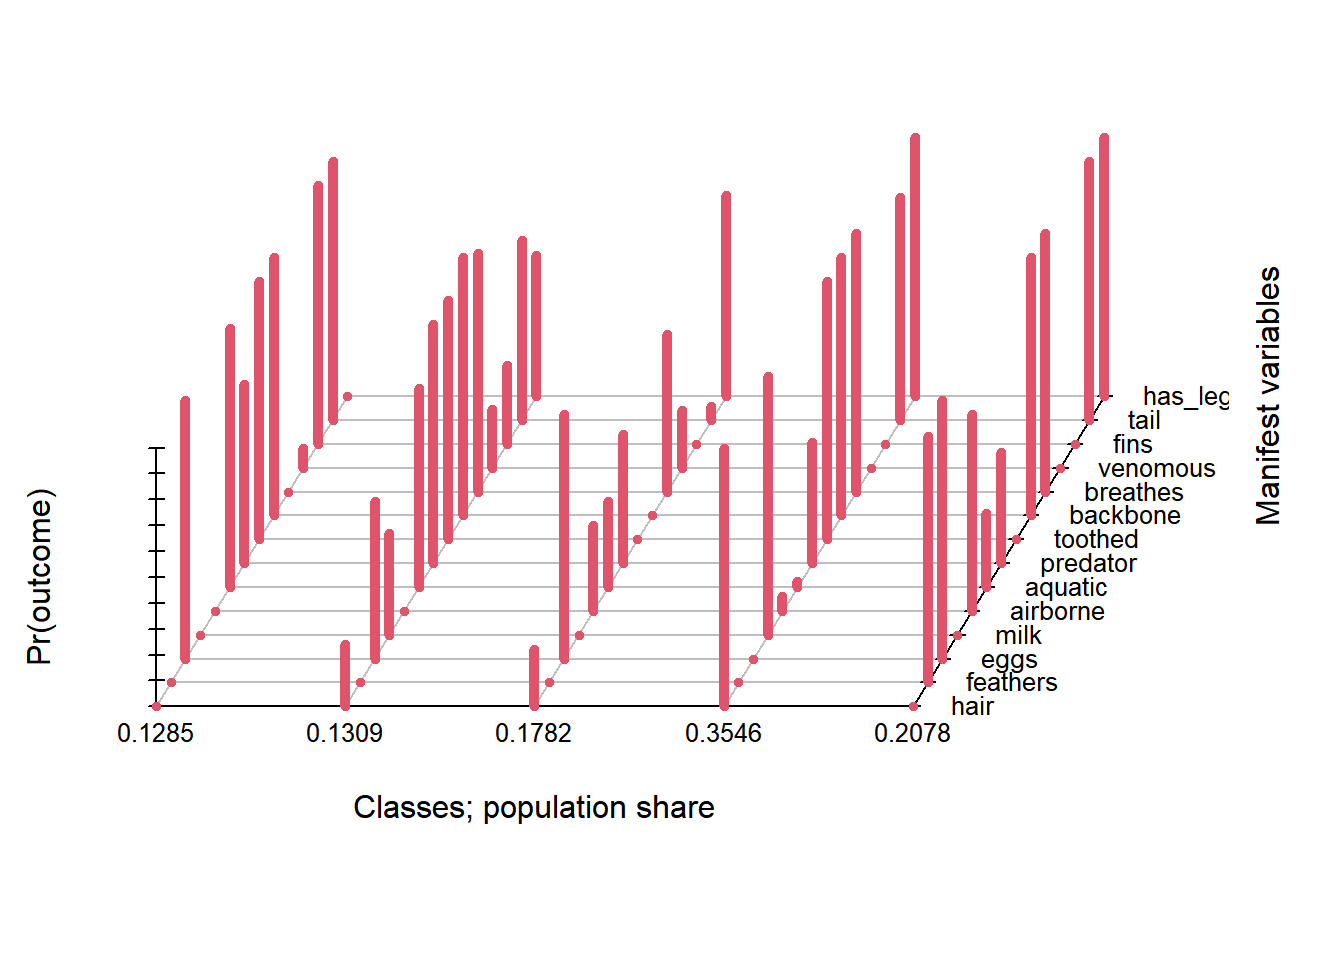 has_leg
tail
fins
venomous
breathes
backbone
toothed
predator
aquatic
airborne
milk
eggs
feathers
hair
Manifest variables
Pr(outcome)
0.1285 0.1309 0.1782 0.3546 0.2078
Classes; population share